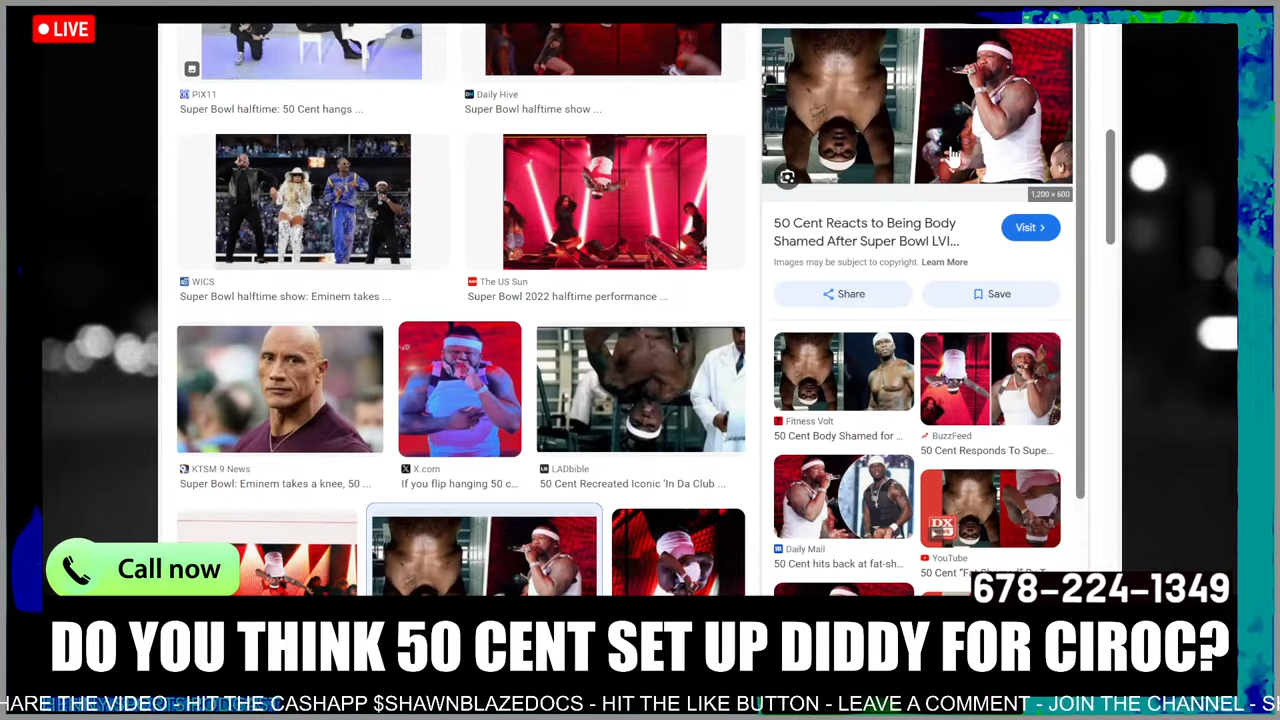 LIVE
PIX11
Super Bowl halftime: 50 Cent hangs ...
Daily Hive
Super Bowl halftime show ...
WICS
Super Bowl halftime show: Eminem takes ...
The US Sun
Super Bowl 2022 halftime performance ...
KTSM 9 News
Super Bowl: Eminem takes a knee, 50 ...
X.com
If you flip hanging 50 c...
LADbible
50 Cent Recreated Iconic 'In Da Club ...
1,200 × 600
50 Cent Reacts to Being Body
Shamed After Super Bowl LVI...
Visit
Images may be subject to copyright. Learn More
Share
Save
Fitness Volt
50 Cent Body Shamed for ...
BuzzFeed
50 Cent Responds To Supe...
Daily Mail
50 Cent hits back at fat-sh...
DX
YouTube
Call now
678-224-1349
DO YOU THINK 50 CENT SET UP DIDDY FOR CIROC?
HARE THE VIDEO - HIT THE CASHAPP $SHAWNBLAZEDOCS - HIT THE LIKE BUTTON - LEAVE A COMMENT - JOIN THE CHANNEL - S